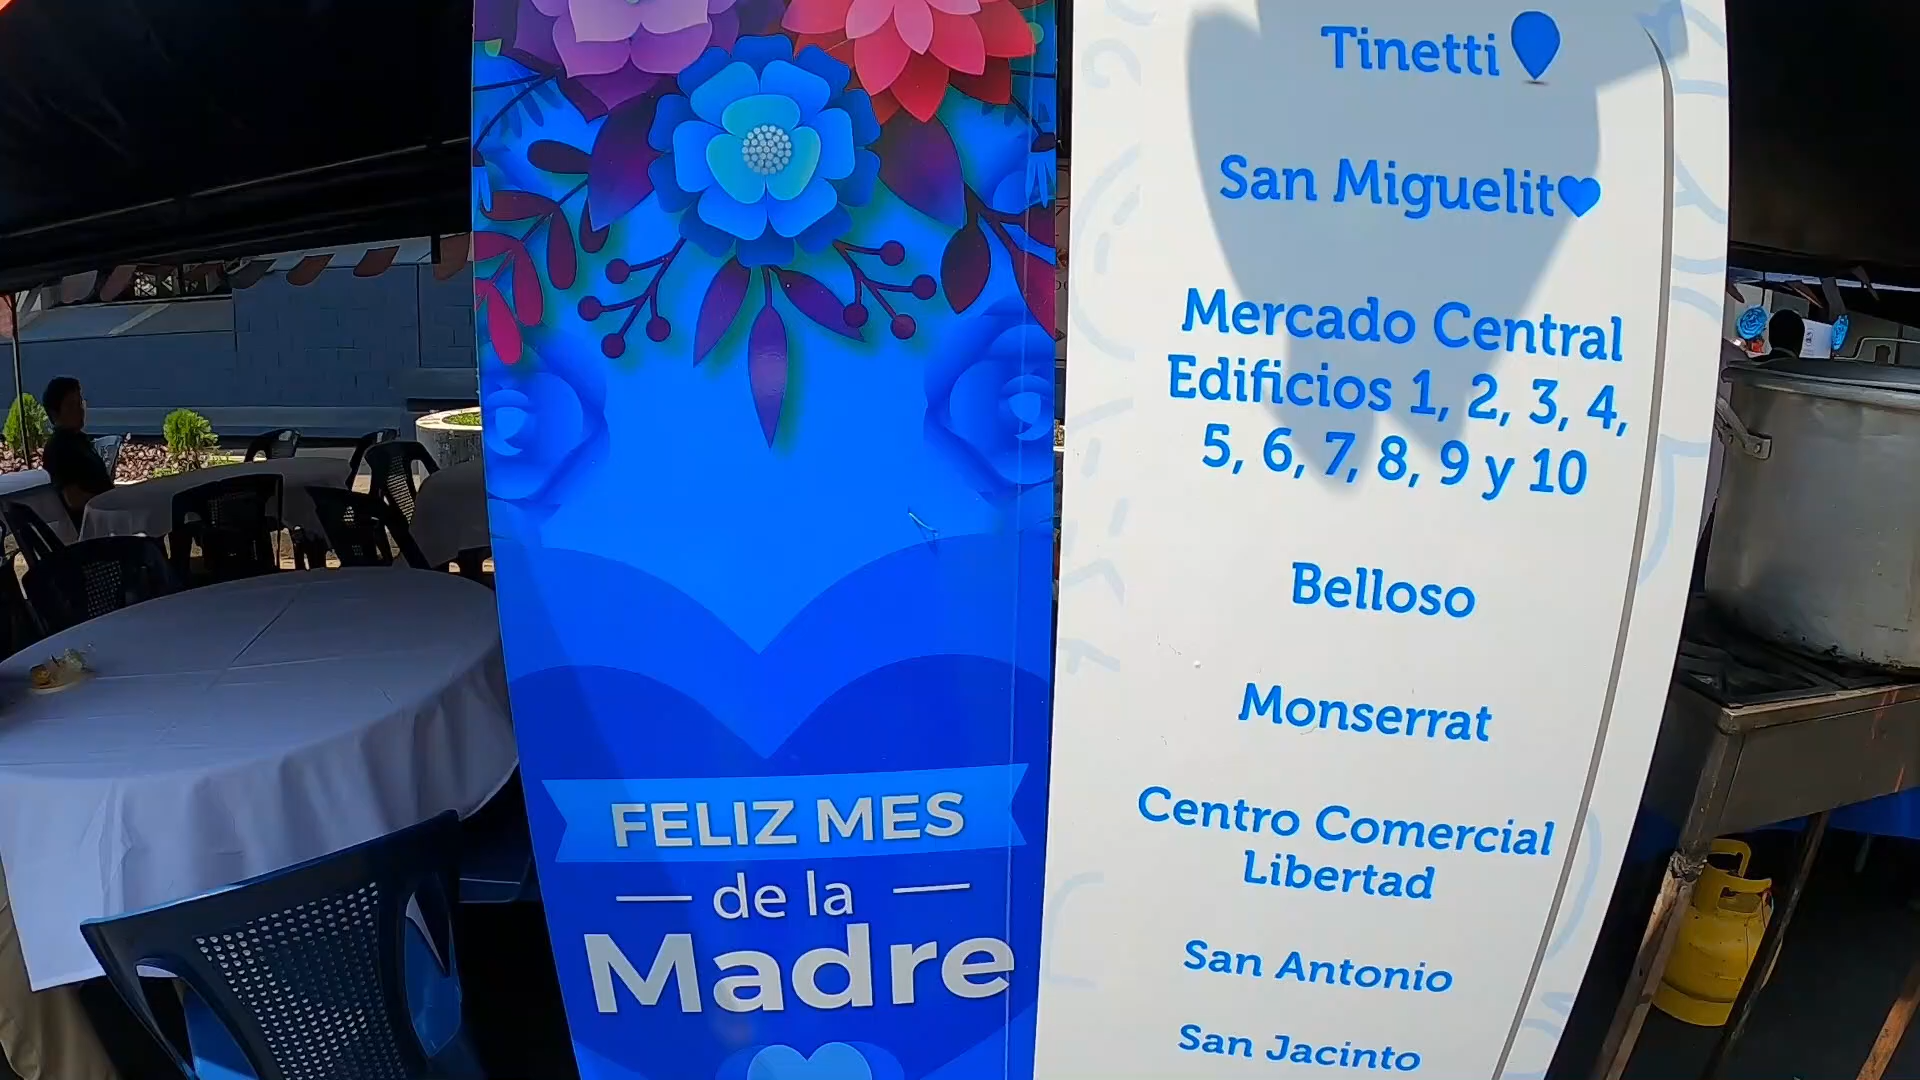 FELIZ MES
de la
Madre
Tinetti
San Miguelit
Mercado Central
Edificios 1, 2, 3, 4,
5, 6, 7, 8, 9 y 10
Belloso
Monserrat
Centro Comercial
Libertad
San Antonio
San Jacinto